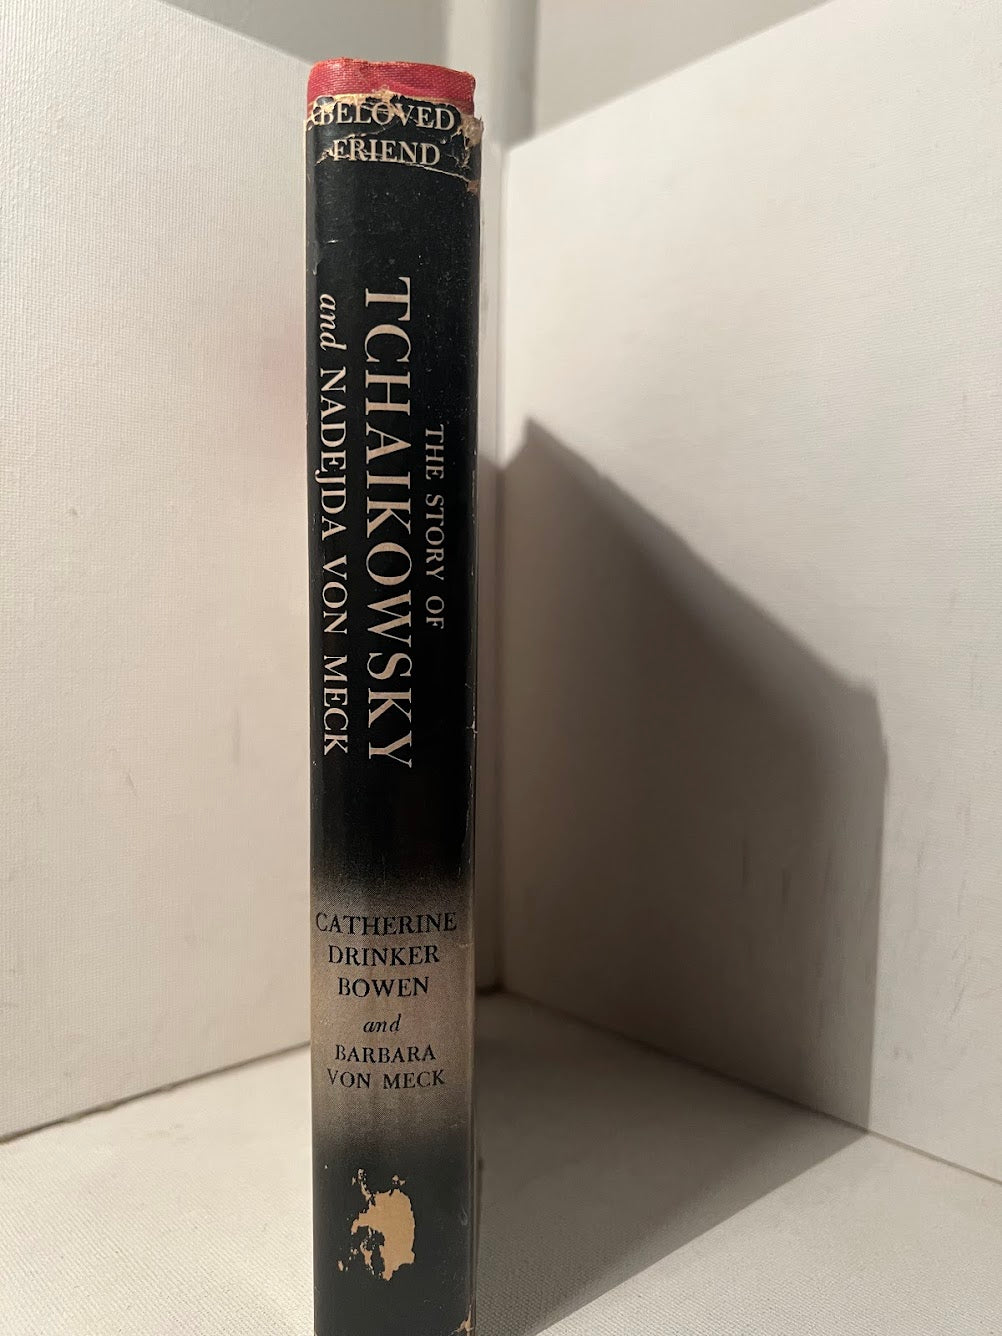 BELOVED
FRIEND
THE STORY OF
TCHAIKOWSKY
and NADEJDA VON MECK
CATHERINE
DRINKER
BOWEN
and
BARBARA
VON MECK